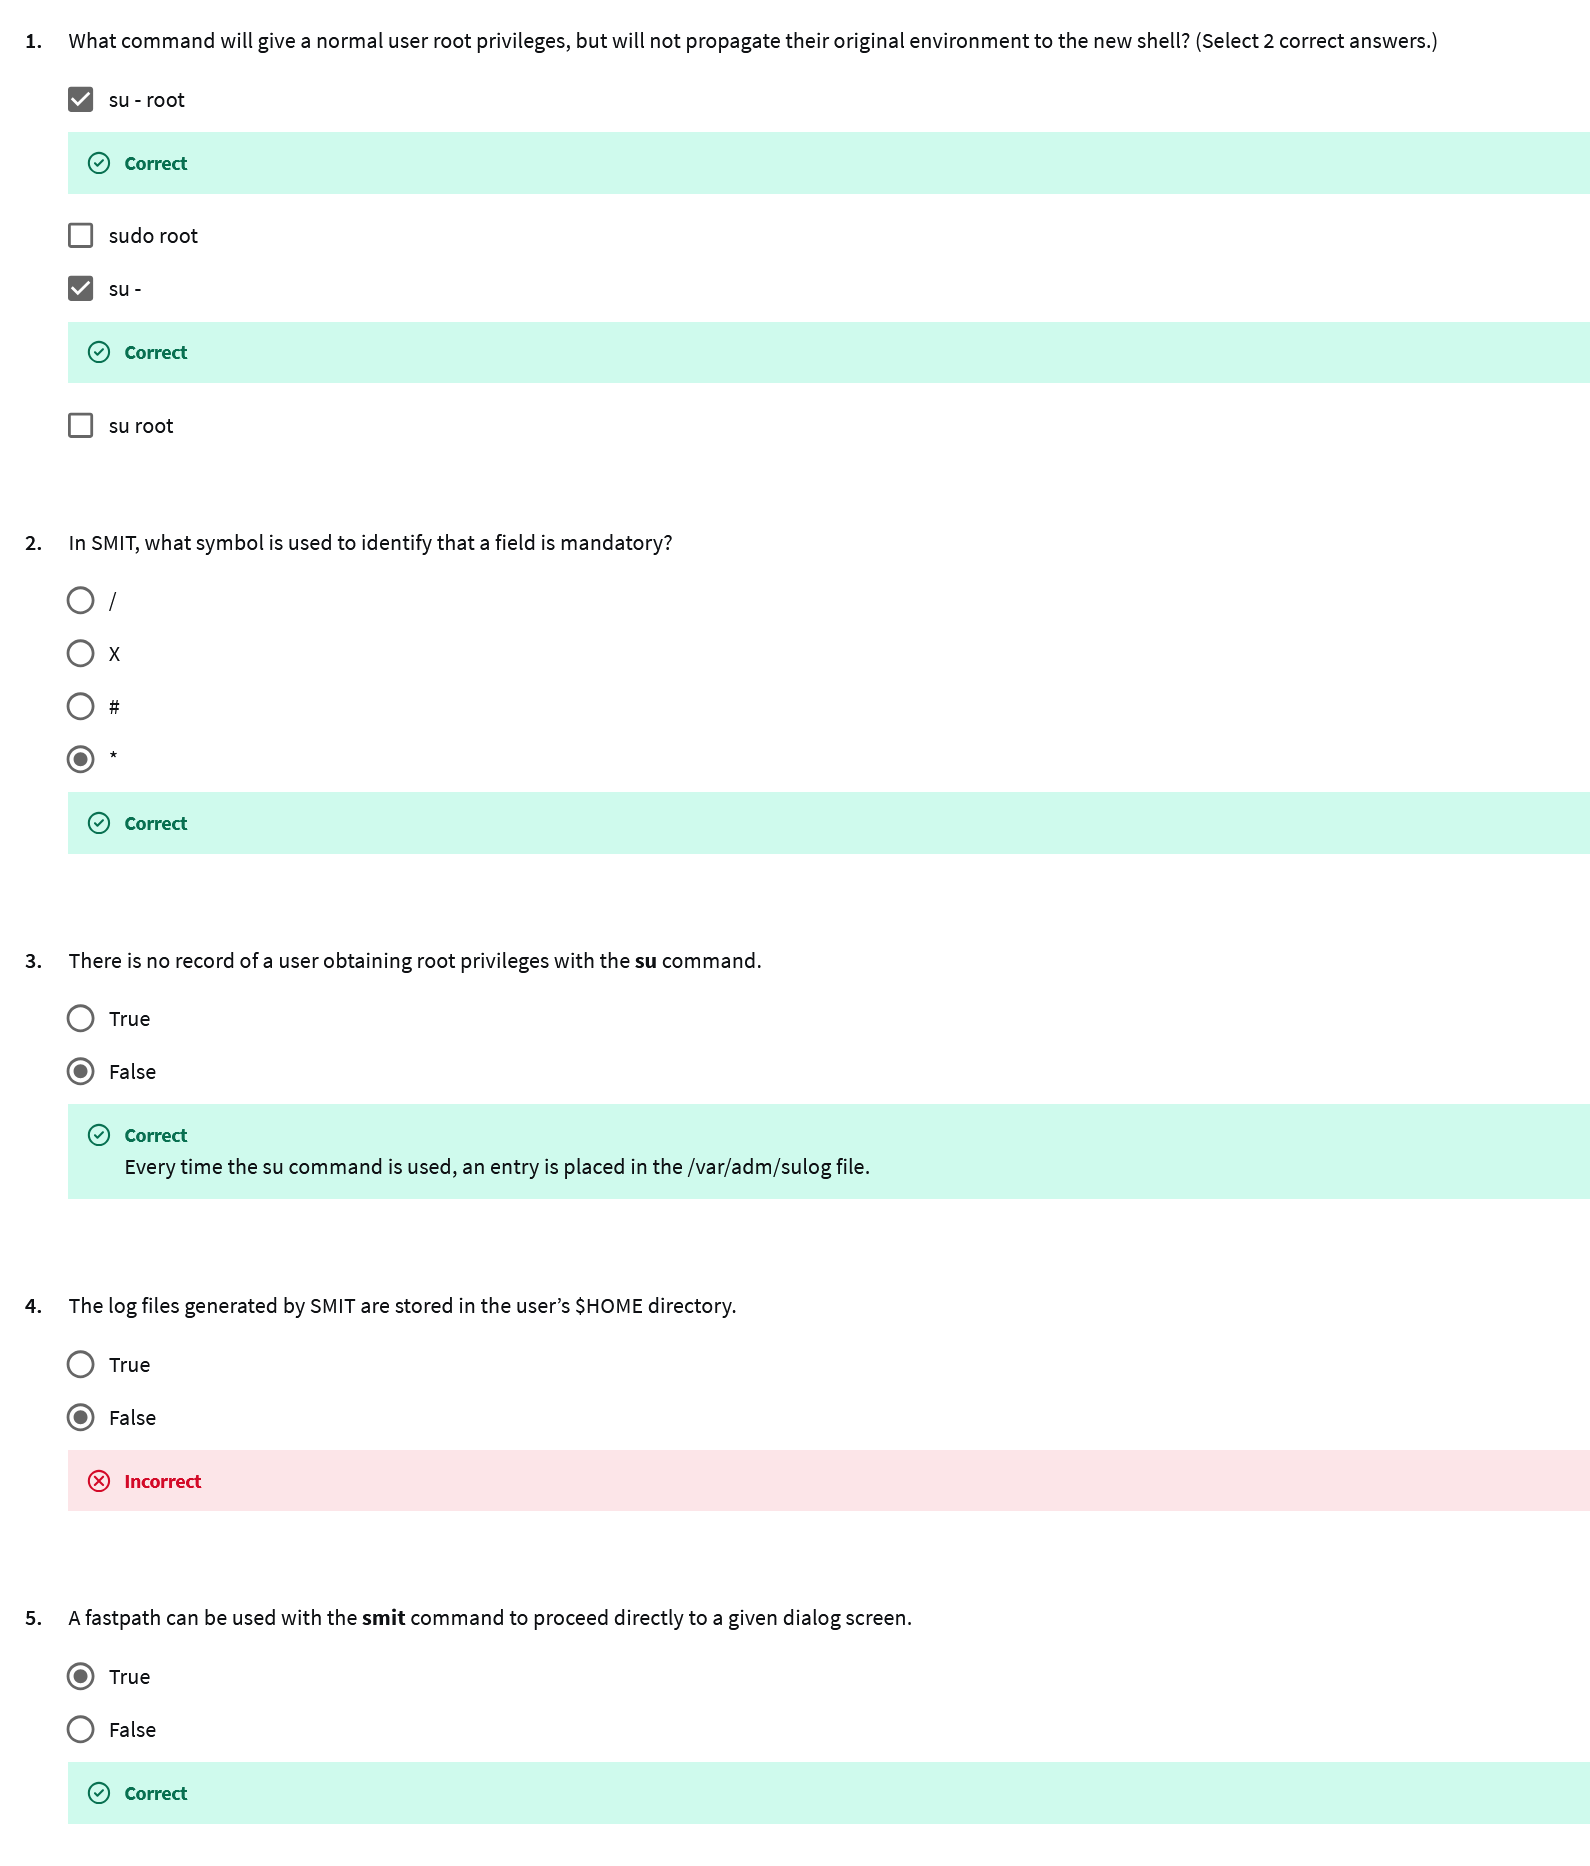 1. What command will give a normal user root privileges, but will not propagate their original environment to the new shell? (Select 2 correct answers.)
su - root
Correct
sudo root
su -
Correct
su root
2. In SMIT, what symbol is used to identify that a field is mandatory?
/
X
#
*
Correct
3. There is no record of a user obtaining root privileges with the su command.
True
False
Correct
Every time the su command is used, an entry is placed in the /var/adm/sulog file.
4. The log files generated by SMIT are stored in the user’s $HOME directory.
True
False
Incorrect
5. A fastpath can be used with the smit command to proceed directly to a given dialog screen.
True
False
Correct